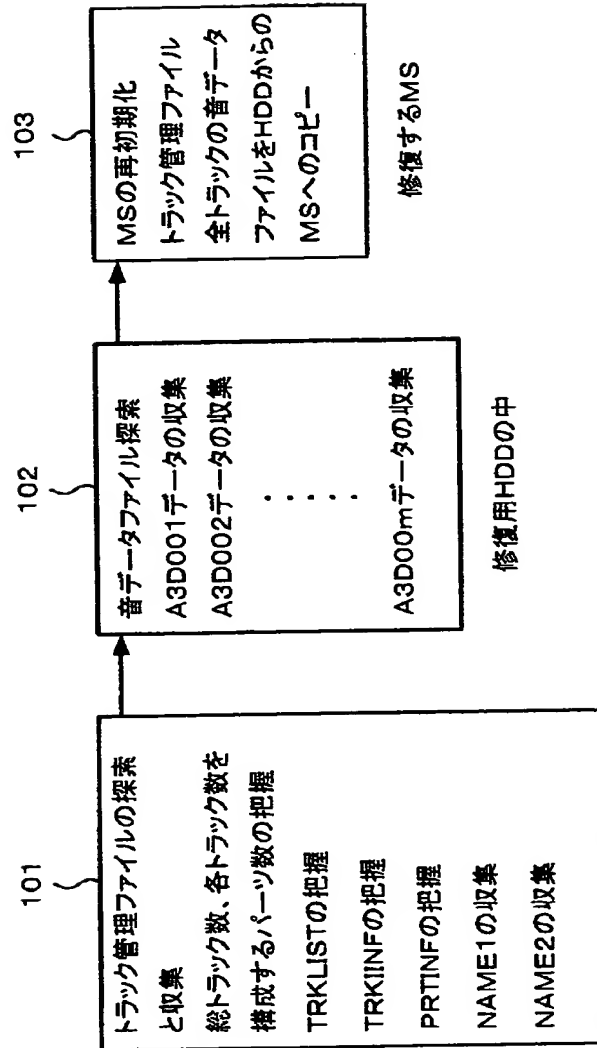 101
トラック管理ファイルの探索
と収集
総トラック数、各トラック数を
構成するパーツ数の把握
TRKLISTの把握
TRKIINFの把握
PRTINFの把握
NAME1の収集
NAME2の収集
102
音データファイル探索
A3D001データの収集
A3D002データの収集
・・・・・
A3D00mデータの収集
修復用HDDの中
103
MSの再初期化
トラック管理ファイル
全トラックの音データ
ファイルをHDDからの
MSへのコピー
修復するMS